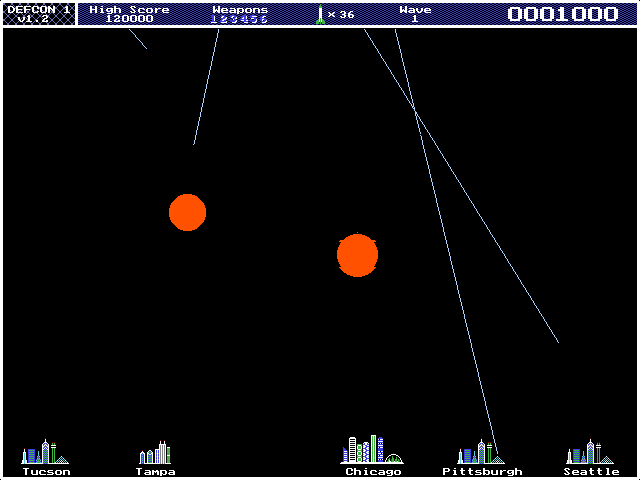 DEFCON 1 High Score Weapons × 36 Wave 0001000
v1.2 120000 123456 1
Tucson Tampa Chicago Pittsburgh Seattle